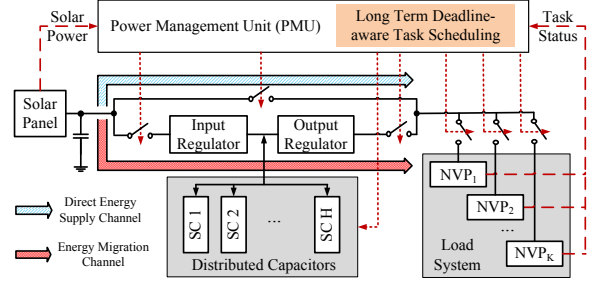 Solar
Power
Power Management Unit (PMU)
Long Term Deadline-
aware Task Scheduling
Task
Status
Solar
Panel
Input
Regulator
Output
Regulator
Direct Energy
Supply Channel
Energy Migration
Channel
SC 1
SC 2
...
SC H
Distributed Capacitors
NVP1
NVP2
...
NVPK
Load
System